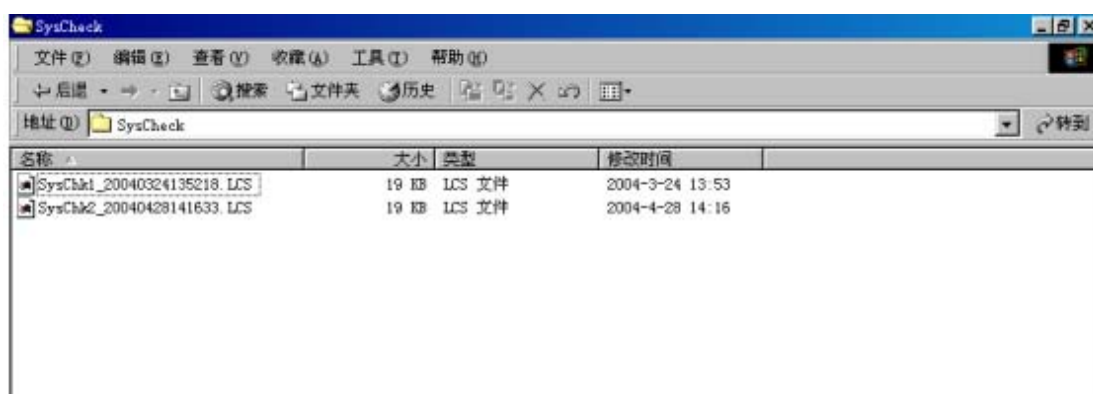 SysCheck
文件(F) 编辑(E) 查看(V) 收藏(A) 工具(T) 帮助(H)
后退 搜索 文件夹 历史
地址(D) SysCheck 转到
名称 大小 类型 修改时间
SysChk1_20040324135218.LCS 19 KB LCS 文件 2004-3-24 13:53
SysChk2_20040428141633.LCS 19 KB LCS 文件 2004-4-28 14:16